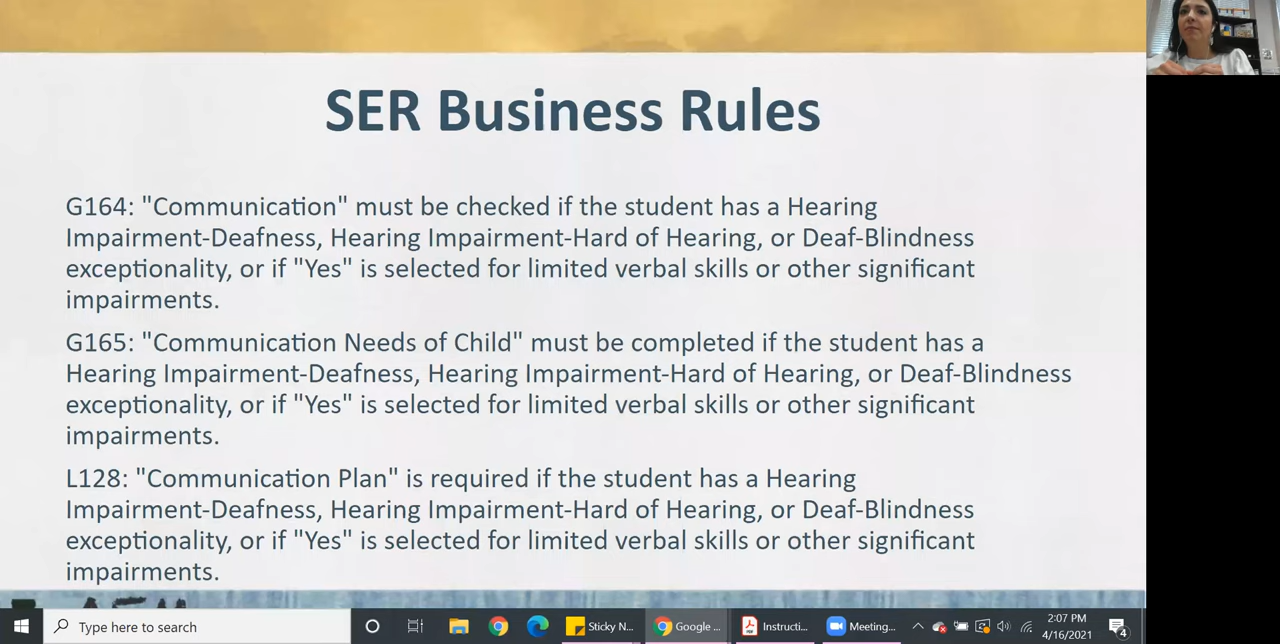 SER Business Rules
G164: "Communication" must be checked if the student has a Hearing
Impairment-Deafness, Hearing Impairment-Hard of Hearing, or Deaf-Blindness
exceptionality, or if "Yes" is selected for limited verbal skills or other significant
impairments.
G165: "Communication Needs of Child" must be completed if the student has a
Hearing Impairment-Deafness, Hearing Impairment-Hard of Hearing, or Deaf-Blindness
exceptionality, or if "Yes" is selected for limited verbal skills or other significant
impairments.
L128: "Communication Plan" is required if the student has a Hearing
Impairment-Deafness, Hearing Impairment-Hard of Hearing, or Deaf-Blindness
exceptionality, or if "Yes" is selected for limited verbal skills or other significant
impairments.
Type here to search
Sticky N...
Google ...
Instructi...
Meeting...
2:07 PM
4/16/2021
4